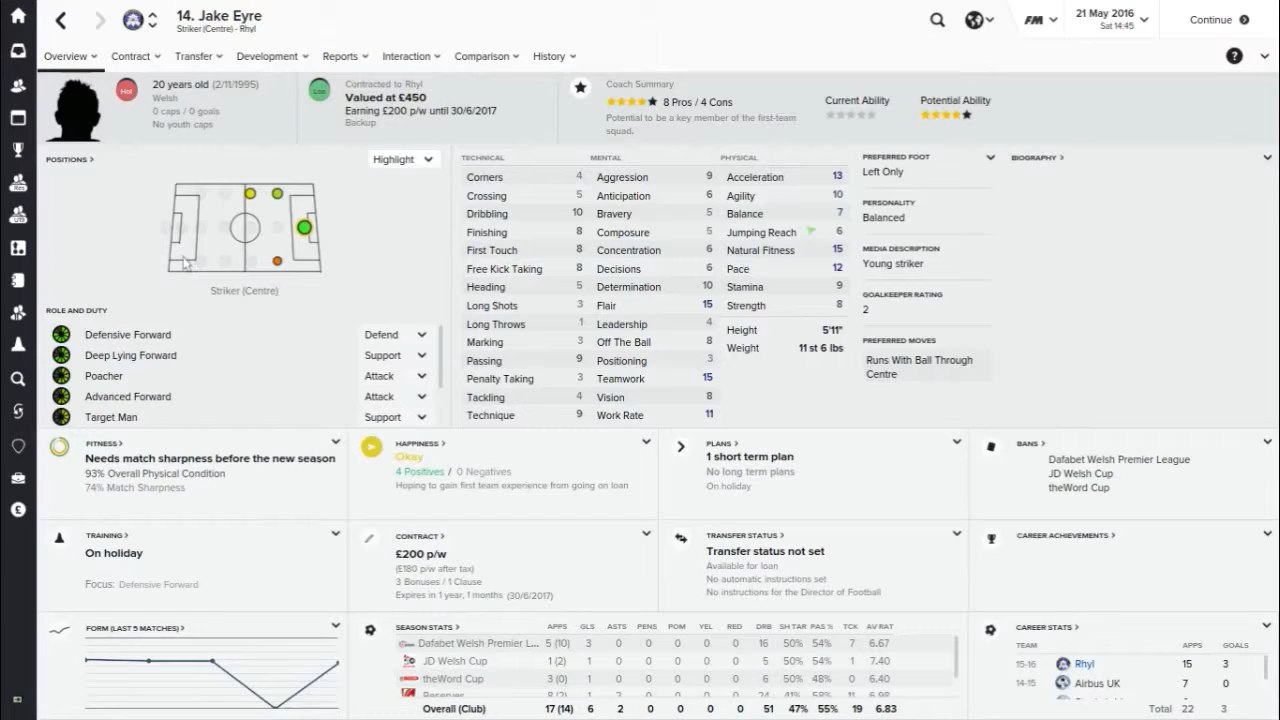 14. Jake Eyre
Striker (Centre) - Rhyl
FM
21 May 2016
Sat 14:45
Continue
Overview
Contract
Transfer
Development
Reports
Interaction
Comparison
History
?
Hol
20 years old (2/11/1995)
Welsh
0 caps / 0 goals
No youth caps
Loa
Contracted to Rhyl
Valued at £450
Earning £200 p/w until 30/6/2017
Backup
Coach Summary
8 Pros / 4 Cons
Potential to be a key member of the first-team
squad.
Current Ability
Potential Ability
POSITIONS >
Highlight
Striker (Centre)
ROLE AND DUTY
Defensive Forward Defend
Deep Lying Forward Support
Poacher Attack
Advanced Forward Attack
Target Man Support
TECHNICAL
Corners 4
Crossing 5
Dribbling 10
Finishing 8
First Touch 8
Free Kick Taking 8
Heading 5
Long Shots 3
Long Throws 1
Marking 3
Passing 9
Penalty Taking 3
Tackling 4
Technique 9
MENTAL
Aggression 9
Anticipation 6
Bravery 5
Composure 5
Concentration 6
Decisions 6
Determination 10
Flair 15
Leadership 4
Off The Ball 8
Positioning 3
Teamwork 15
Vision 8
Work Rate 11
PHYSICAL
Acceleration 13
Agility 10
Balance 7
Jumping Reach 6
Natural Fitness 15
Pace 12
Stamina 9
Strength 8
Height 5'11"
Weight 11 st 6 lbs
PREFERRED FOOT
Left Only
PERSONALITY
Balanced
MEDIA DESCRIPTION
Young striker
GOALKEEPER RATING
2
PREFERRED MOVES
Runs With Ball Through
Centre
BIOGRAPHY >
FITNESS >
Needs match sharpness before the new season
93% Overall Physical Condition
74% Match Sharpness
HAPPINESS >
Okay
4 Positives / 0 Negatives
Hoping to gain first team experience from going on loan
PLANS >
1 short term plan
No long term plans
On holiday
BANS >
Dafabet Welsh Premier League
JD Welsh Cup
theWord Cup
TRAINING >
On holiday
Focus: Defensive Forward
CONTRACT >
£200 p/w
(£180 p/w after tax)
3 Bonuses / 1 Clause
Expires in 1 year, 1 months (30/6/2017)
TRANSFER STATUS >
Transfer status not set
Available for loan
No automatic instructions set
No instructions for the Director of Football
CAREER ACHIEVEMENTS >
FORM (LAST 5 MATCHES) >
SEASON STATS > APPS GLS ASTS PENS POM YEL RED DRB SH TAR PAS % TCK AV RAT
Dafabet Welsh Premier L... 5 (10) 3 0 0 0 0 0 16 50% 54% 7 6.67
JD Welsh Cup 1 (2) 1 0 0 0 0 0 5 50% 54% 1 7.40
theWord Cup 3 (0) 1 0 0 0 0 0 6 50% 48% 0 6.40
Reserves 8 (2) 1 2 0 0 0 0 24 41% 58% 11 6.98
Overall (Club) 17 (14) 6 2 0 0 0 0 51 47% 55% 19 6.83
CAREER STATS >
TEAM APPS GOALS
15-16 Rhyl 15 3
14-15 Airbus UK 7 0
Total 22 3